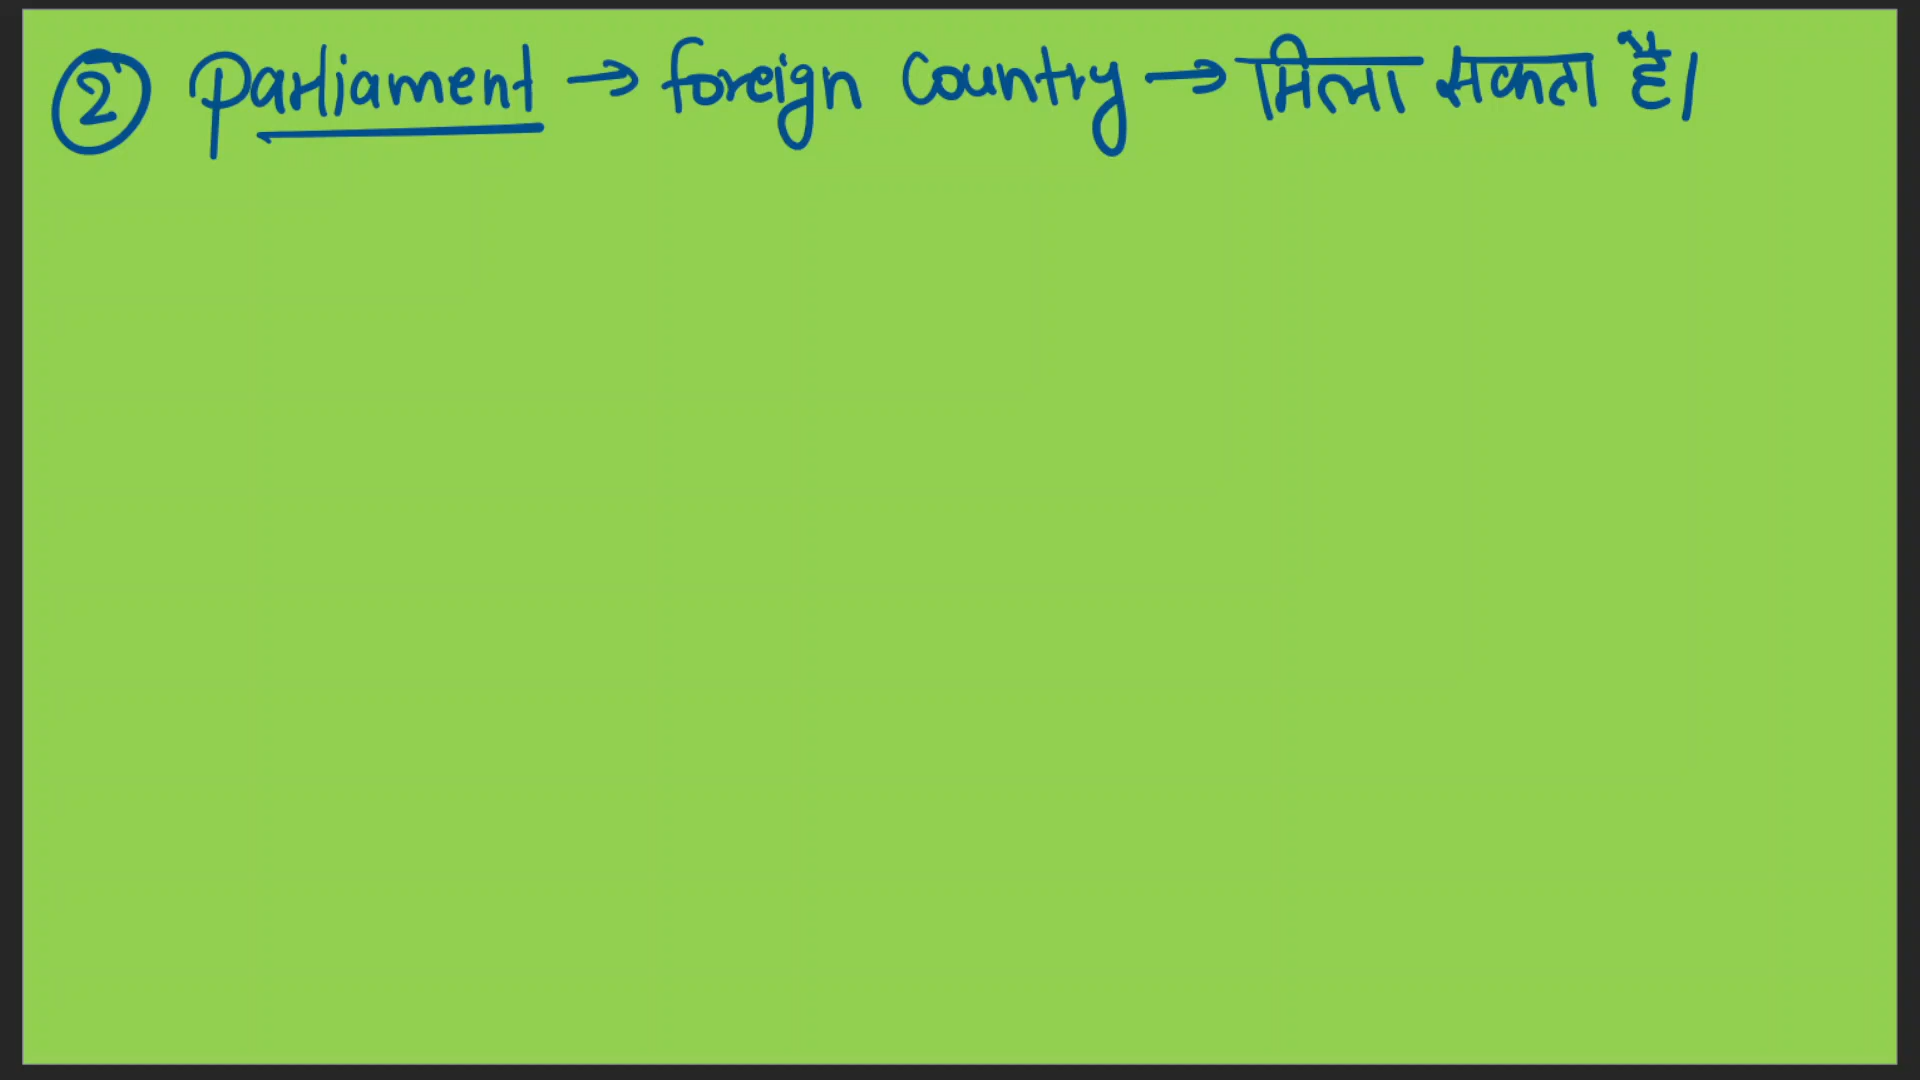 ② Parliament → foreign Country → मिला सकता है।